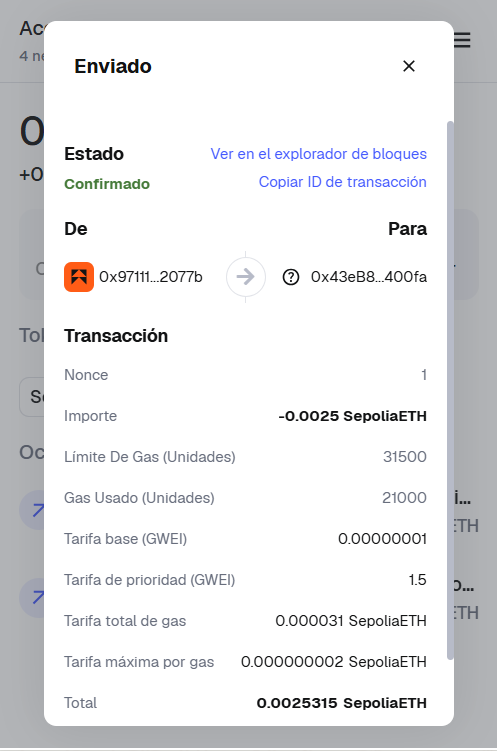 Enviado
Estado
Ver en el explorador de bloques
Confirmado
Copiar ID de transacción
De
Para
0x97111...2077b
0x43eB8...400fa
Transacción
Nonce
1
Importe
-0.0025 SepoliaETH
Límite De Gas (Unidades)
31500
Gas Usado (Unidades)
21000
Tarifa base (GWEI)
0.00000001
Tarifa de prioridad (GWEI)
1.5
Tarifa total de gas
0.000031 SepoliaETH
Tarifa máxima por gas
0.000000002 SepoliaETH
Total
0.0025315 SepoliaETH